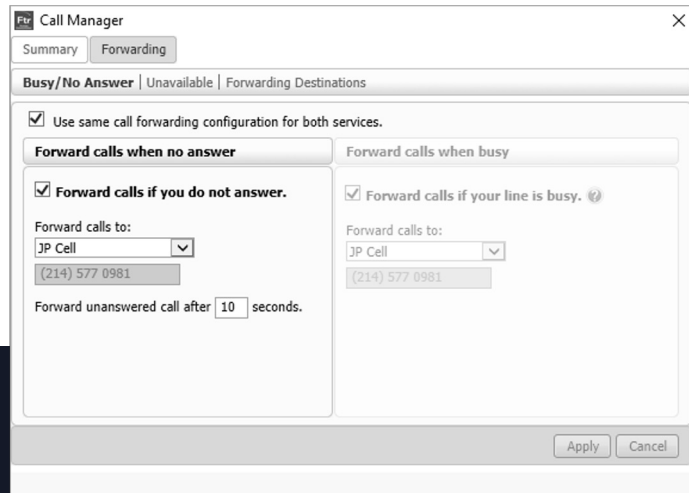 Ftr Call Manager
Summary Forwarding
Busy/No Answer | Unavailable | Forwarding Destinations
Use same call forwarding configuration for both services.
Forward calls when no answer
Forward calls if you do not answer.
Forward calls to:
JP Cell
(214) 577 0981
Forward unanswered call after 10 seconds.
Forward calls when busy
Forward calls if your line is busy. ?
Forward calls to:
JP Cell
(214) 577 0981
Apply Cancel